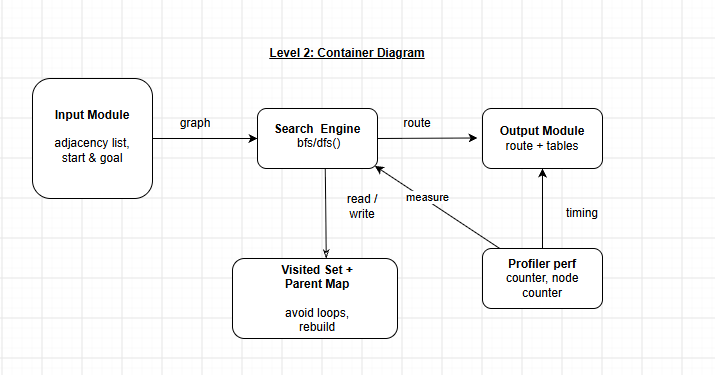 Level 2: Container Diagram
Input Module
adjacency list,
start & goal
graph
Search Engine
bfs/dfs()
route
Output Module
route + tables
read /
write
measure
timing
Visited Set +
Parent Map
avoid loops,
rebuild
Profiler perf
counter, node
counter